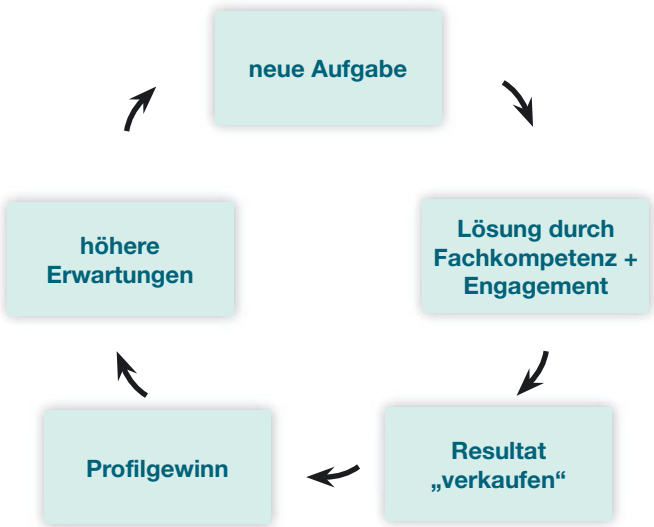 neue Aufgabe
Lösung durch
Fachkompetenz +
Engagement
Resultat
„verkaufen“
Profilgewinn
höhere
Erwartungen